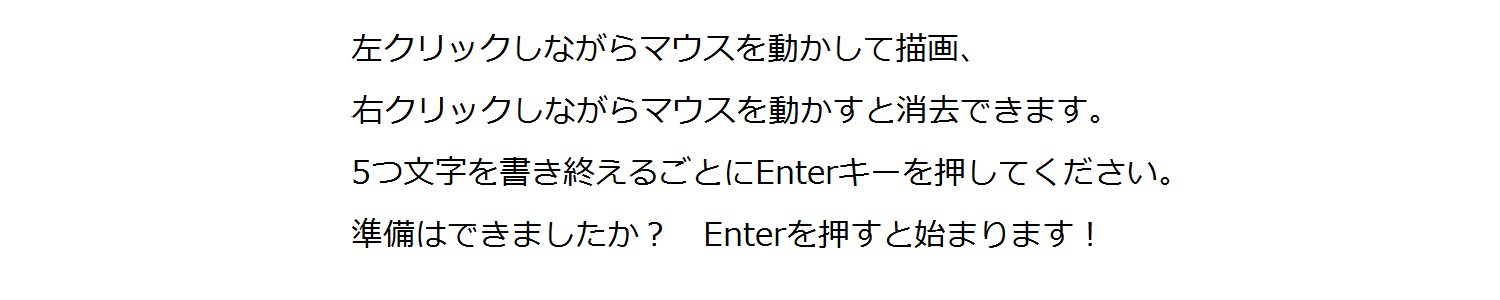 左クリックしながらマウスを動かして描画、
右クリックしながらマウスを動かすと消去できます。
5つ文字を書き終えるごとにEnterキーを押してください。
準備はできましたか？　Enterを押すと始まります！